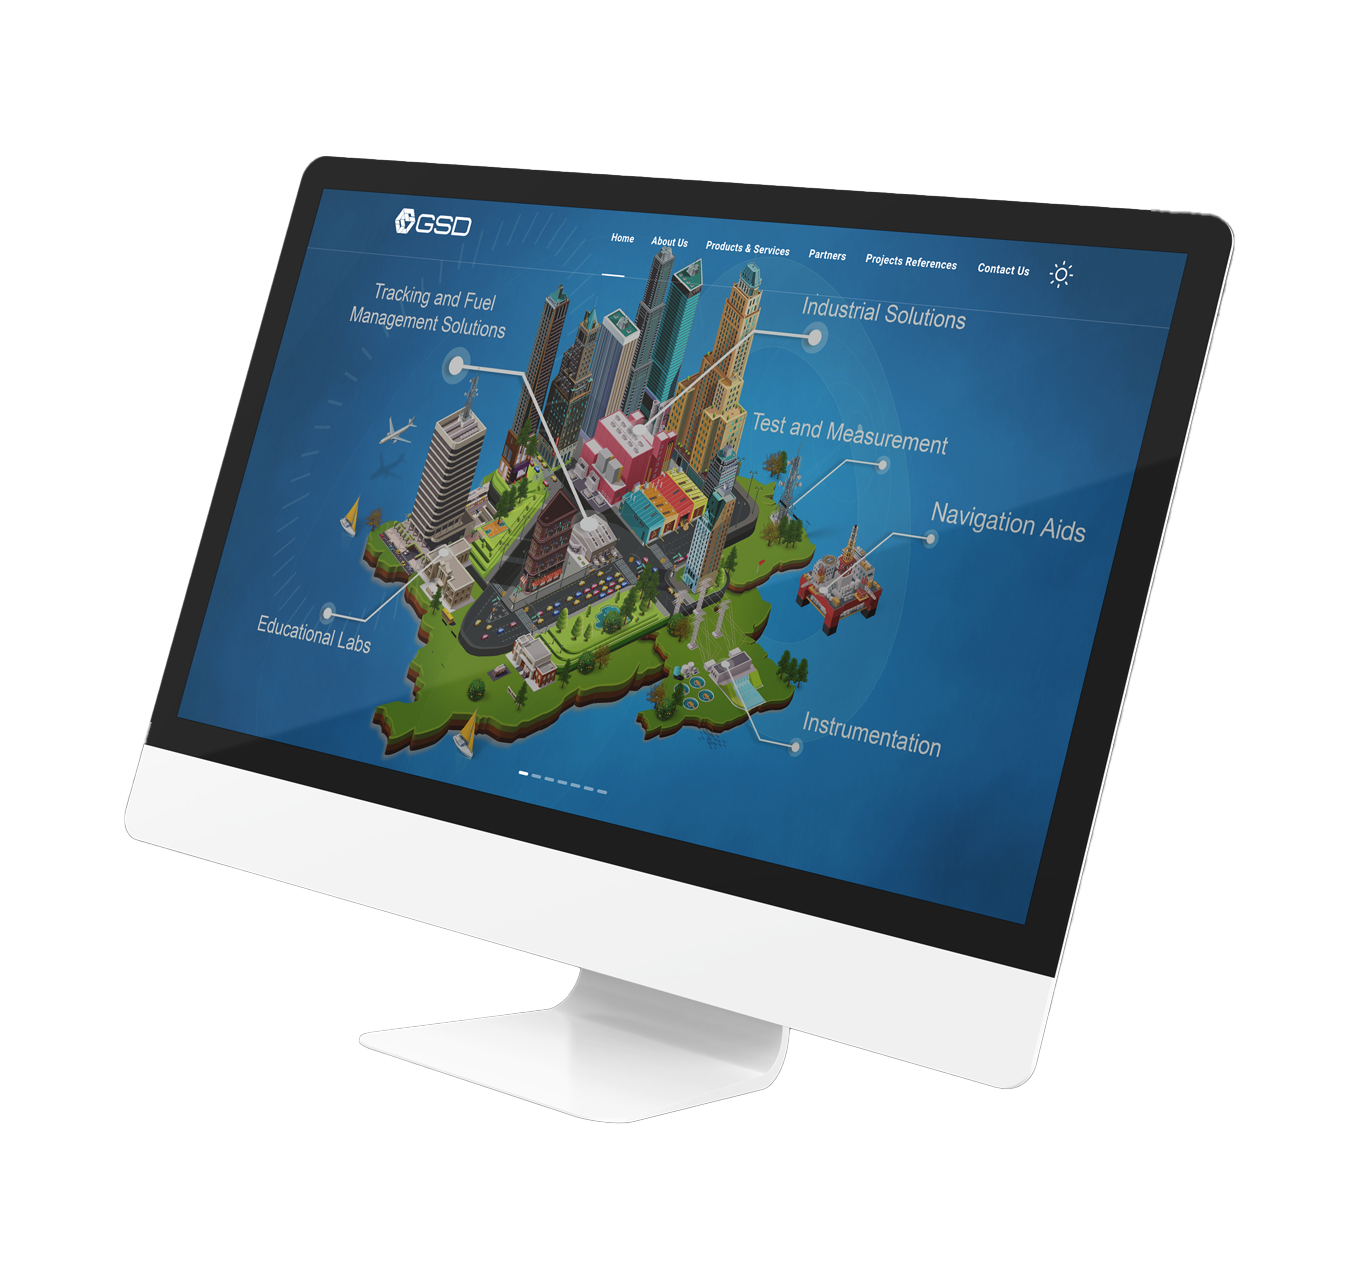 GSD
Home About Us Products & Services Partners Projects References Contact Us
Tracking and Fuel
Management Solutions
Industrial Solutions
Test and Measurement
Navigation Aids
Educational Labs
Instrumentation